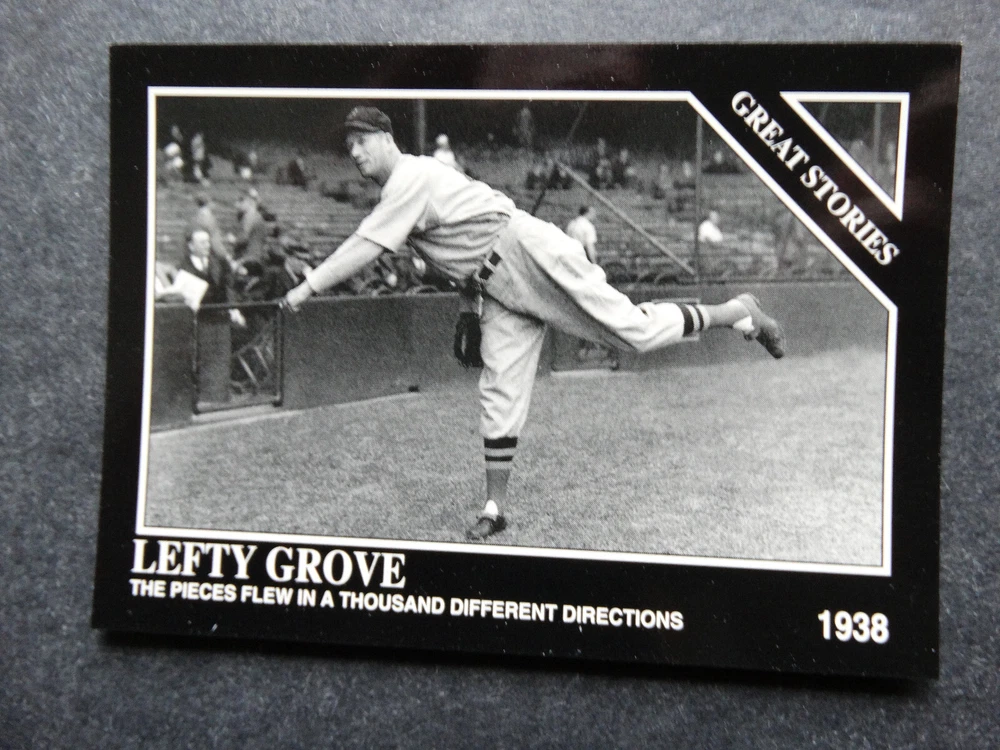 GREAT STORIES
LEFTY GROVE
THE PIECES FLEW IN A THOUSAND DIFFERENT DIRECTIONS
1938